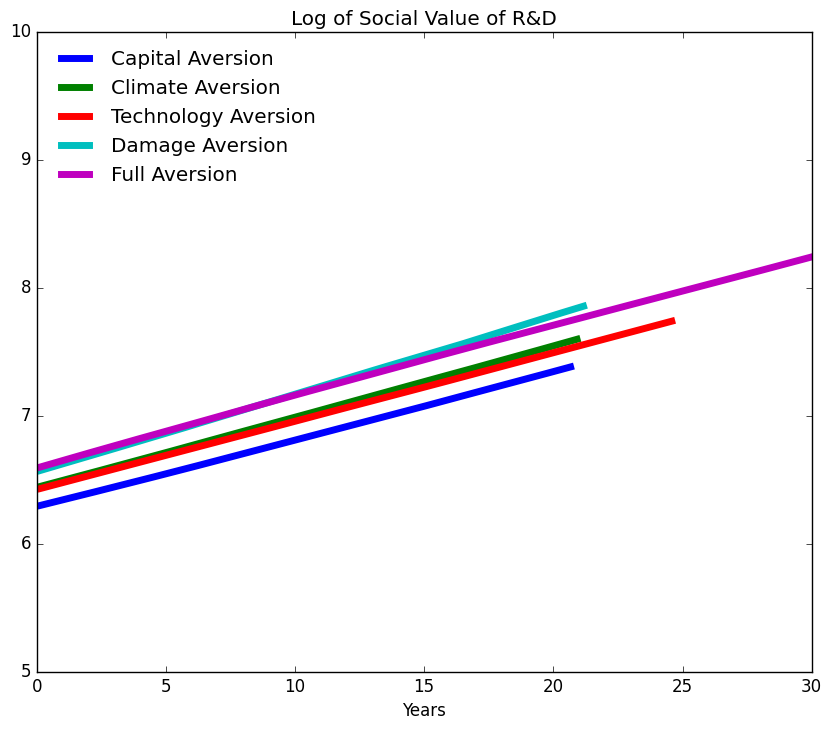 Log of Social Value of R&D
10
9
8
7
6
5
Capital Aversion
Climate Aversion
Technology Aversion
Damage Aversion
Full Aversion
0 5 10 15 20 25 30
Years